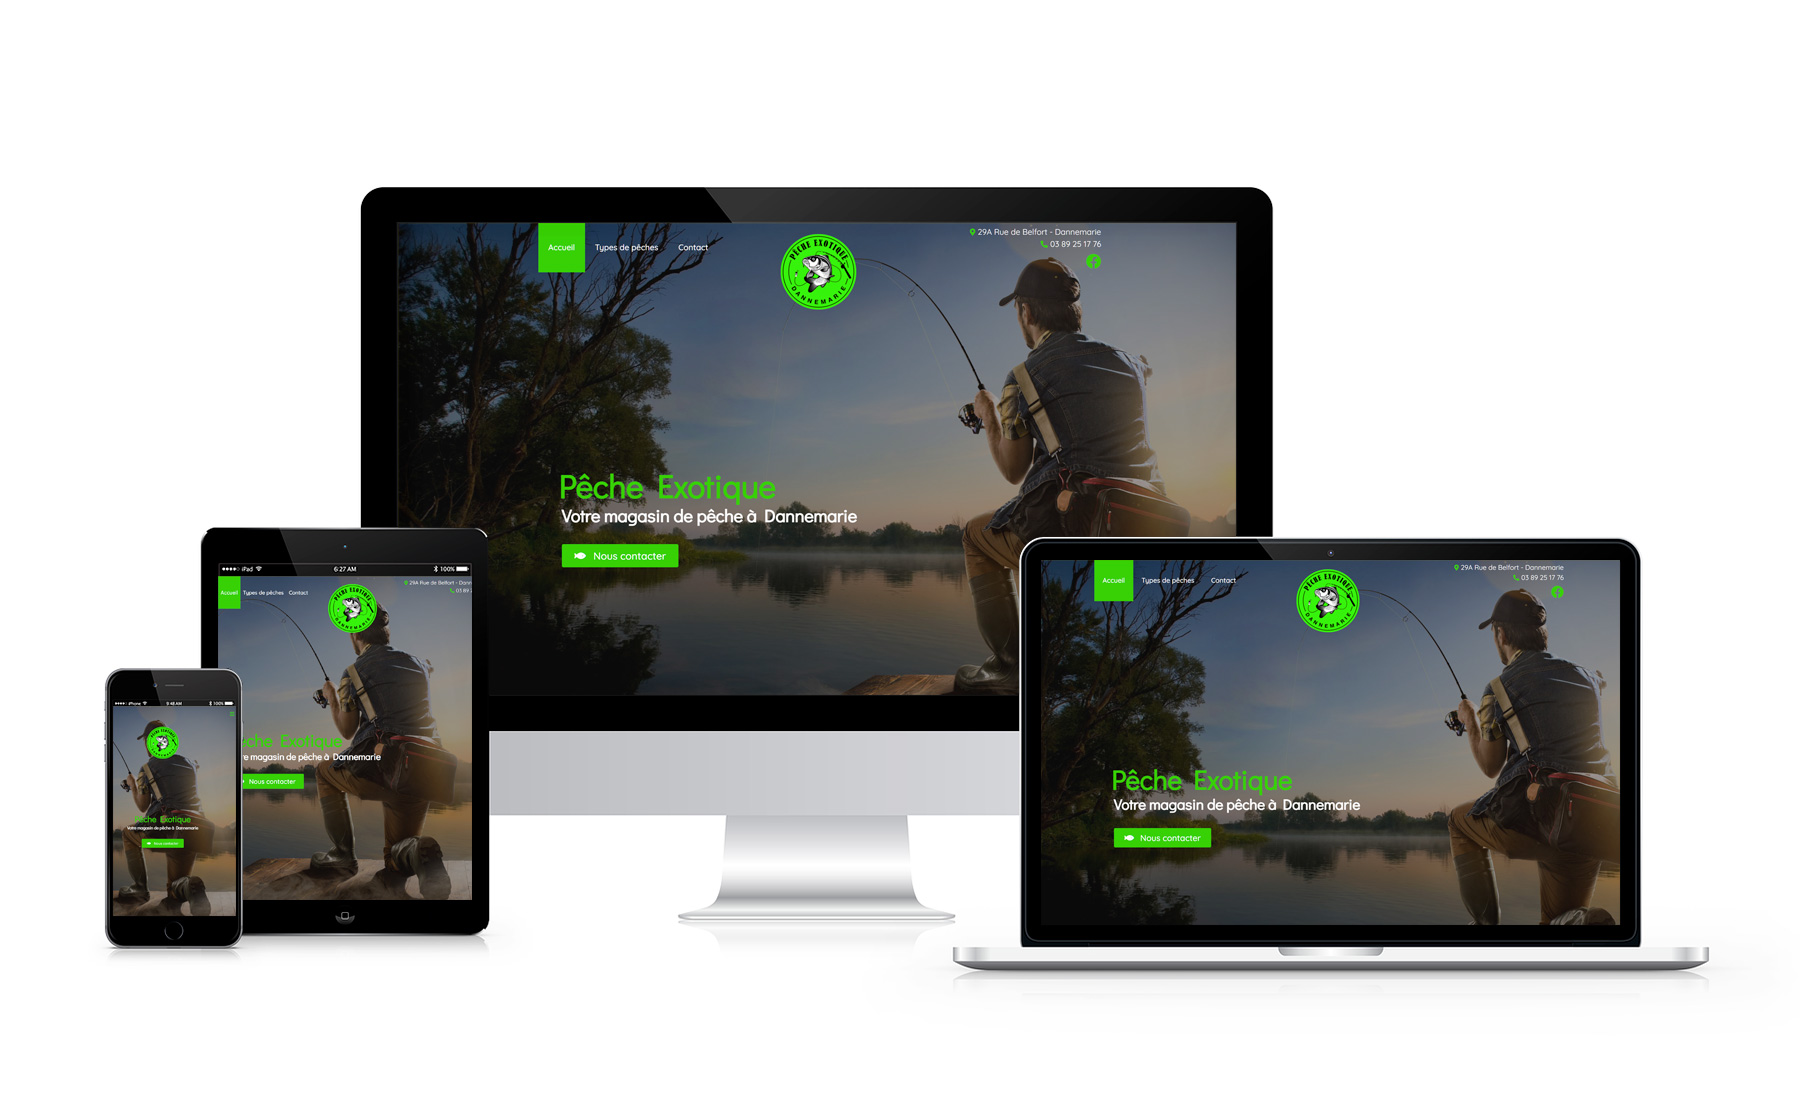 Accueil Types de pêches Contact
PÊCHE EXOTIQUE
DANNEMARIE
29A Rue de Belfort - Dannemarie
03 89 25 17 76
Pêche Exotique
Votre magasin de pêche à Dannemarie
Nous contacter
iPad 6:27 AM 100%
Accueil Types de pêches Contact
PÊCHE EXOTIQUE
DANNEMARIE
29A Rue de Belfort - Dann
03 89
êche Exotique
re magasin de pêche à Dannemarie
Nous contacter
iPhone 9:48 AM 100%
PÊCHE EXOTIQUE
DANNEMARIE
Pêche Exotique
Votre magasin de pêche à Dannemarie
Nous contacter
Accueil Types de pêches Contact
PÊCHE EXOTIQUE
DANNEMARIE
29A Rue de Belfort - Dannemarie
03 89 25 17 76
Pêche Exotique
Votre magasin de pêche à Dannemarie
Nous contacter